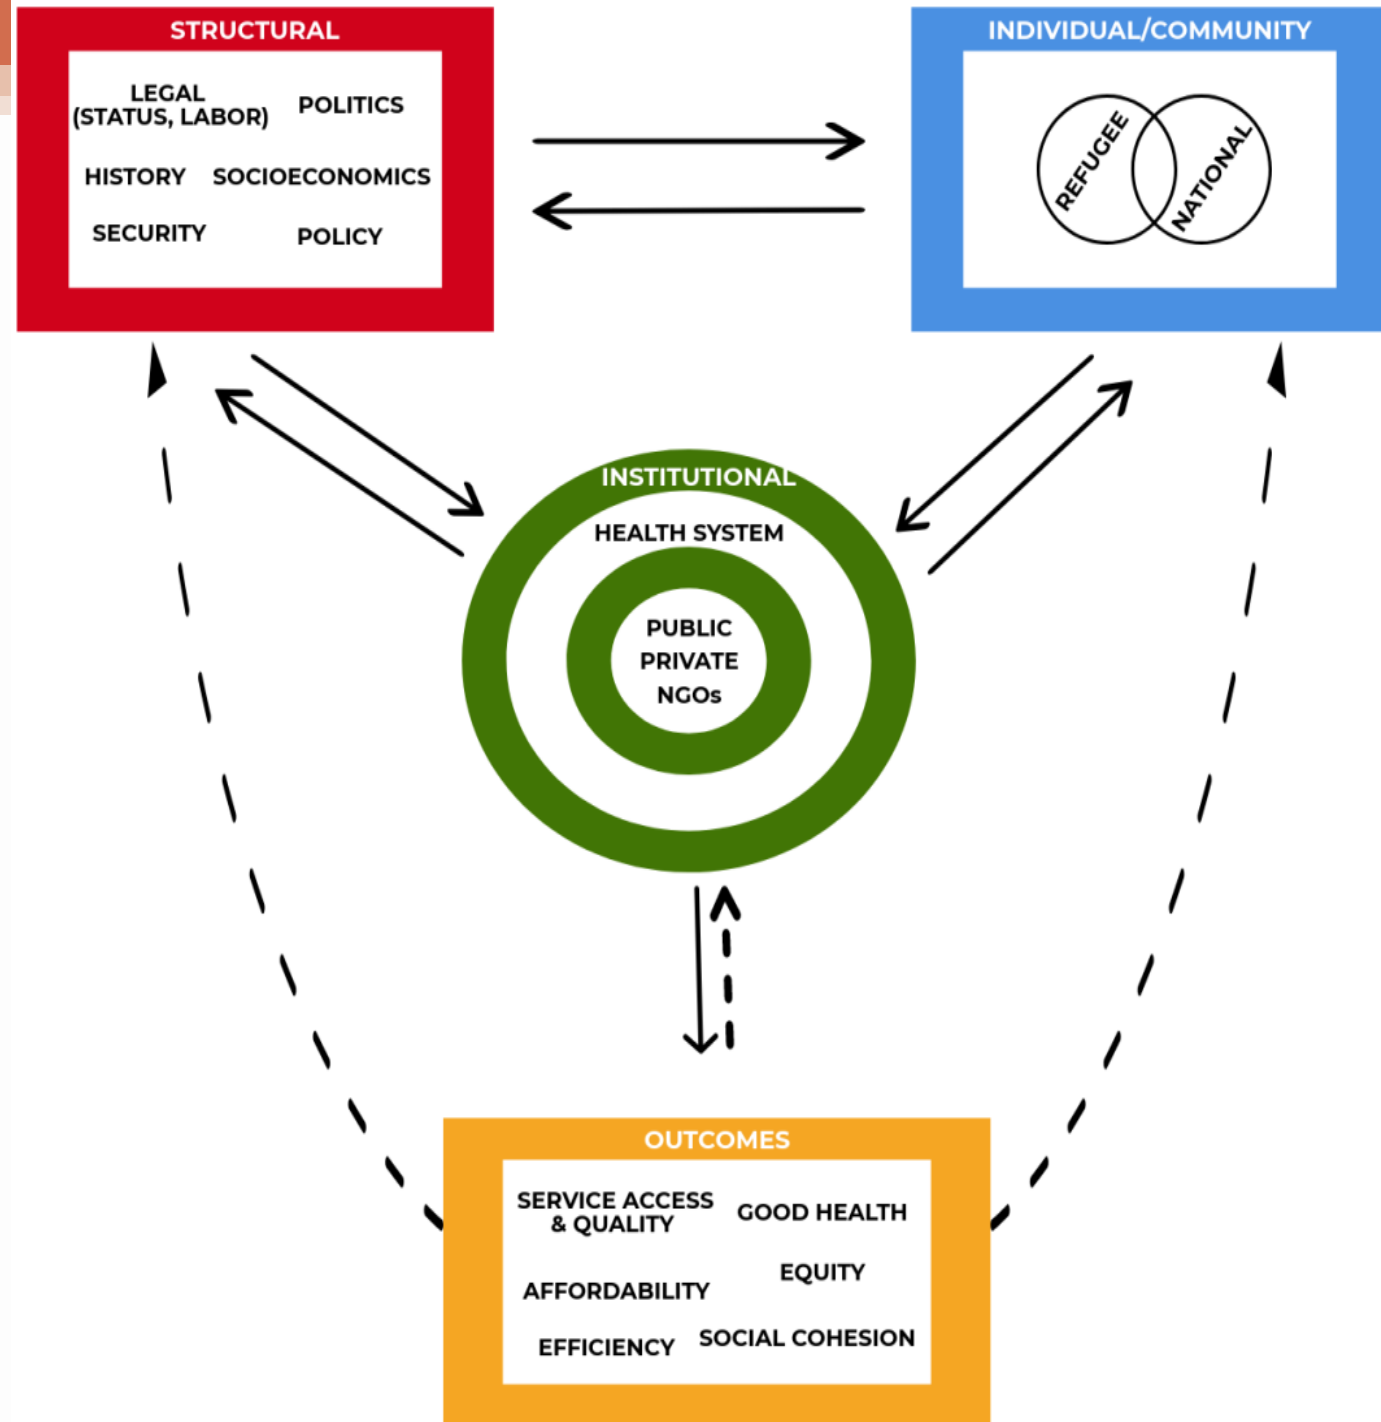 STRUCTURAL
LEGAL
(STATUS, LABOR)
POLITICS
HISTORY
SOCIOECONOMICS
SECURITY
POLICY
INDIVIDUAL/COMMUNITY
REFUGEE
NATIONAL
INSTITUTIONAL
HEALTH SYSTEM
PUBLIC
PRIVATE
NGOs
OUTCOMES
SERVICE ACCESS
& QUALITY
GOOD HEALTH
EQUITY
AFFORDABILITY
EFFICIENCY
SOCIAL COHESION